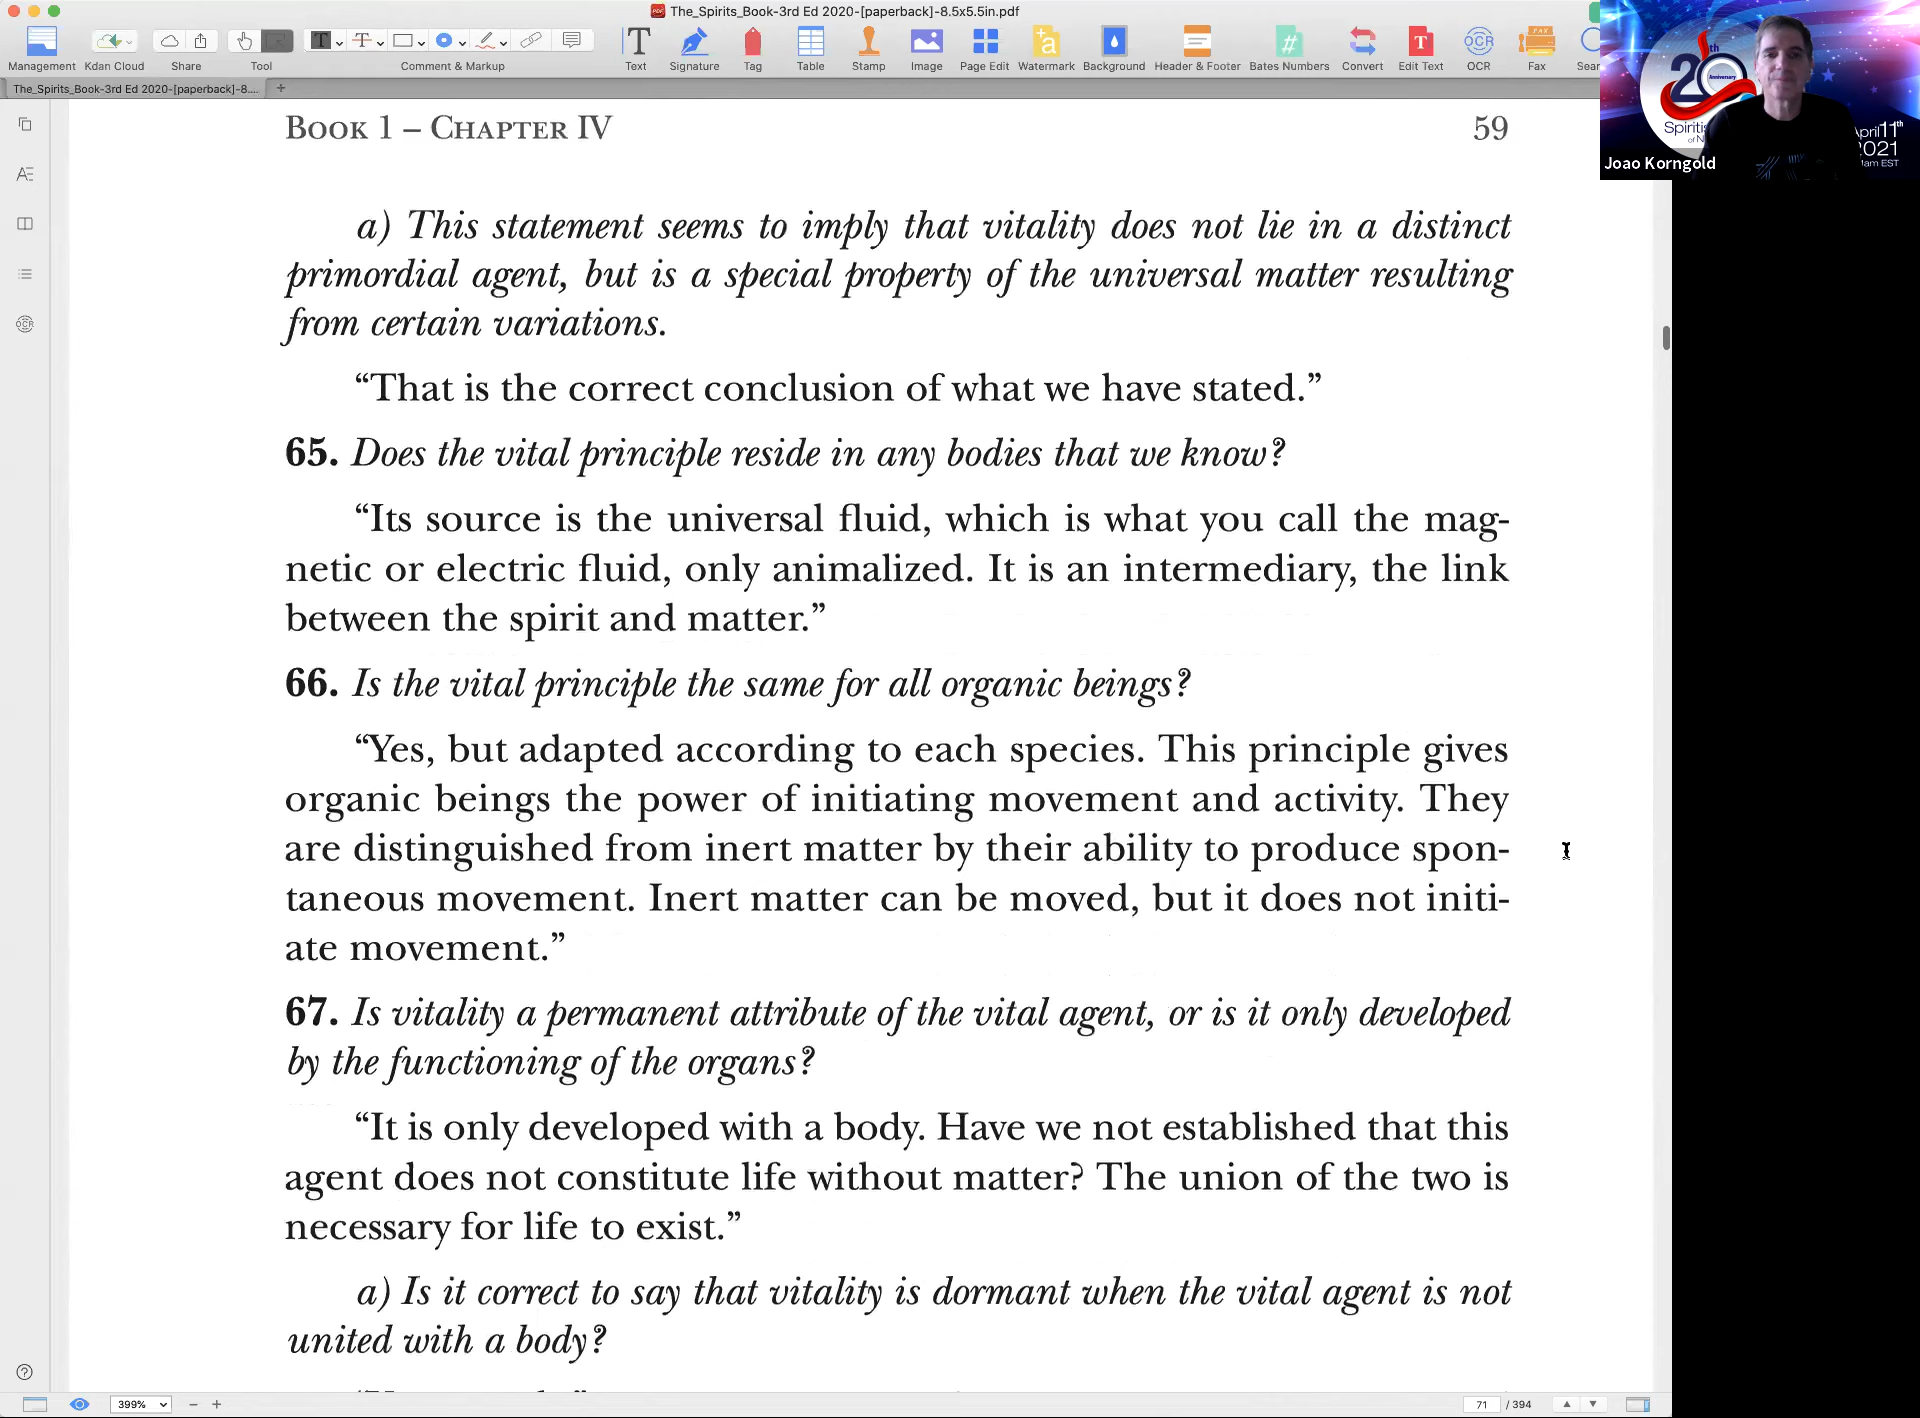 The_Spirits_Book-3rd Ed 2020-[paperback]-8.5x5.5in.pdf
Management Kdan Cloud Share Tool Comment & Markup Text Signature Tag Table Stamp Image Page Edit Watermark Background Header & Footer Bates Numbers Convert Edit Text OCR Fax
The_Spirits_Book-3rd Ed 2020-[paperback]-8....
BOOK 1 – CHAPTER IV 59
a) This statement seems to imply that vitality does not lie in a distinct
primordial agent, but is a special property of the universal matter resulting
from certain variations.
“That is the correct conclusion of what we have stated.”
65. Does the vital principle reside in any bodies that we know?
“Its source is the universal fluid, which is what you call the mag-
netic or electric fluid, only animalized. It is an intermediary, the link
between the spirit and matter.”
66. Is the vital principle the same for all organic beings?
“Yes, but adapted according to each species. This principle gives
organic beings the power of initiating movement and activity. They
are distinguished from inert matter by their ability to produce spon-
taneous movement. Inert matter can be moved, but it does not initi-
ate movement.”
67. Is vitality a permanent attribute of the vital agent, or is it only developed
by the functioning of the organs?
“It is only developed with a body. Have we not established that this
agent does not constitute life without matter? The union of the two is
necessary for life to exist.”
a) Is it correct to say that vitality is dormant when the vital agent is not
united with a body?
399%
71 / 394
20th
Anniversary
April 11th
2021
Joao Korngold